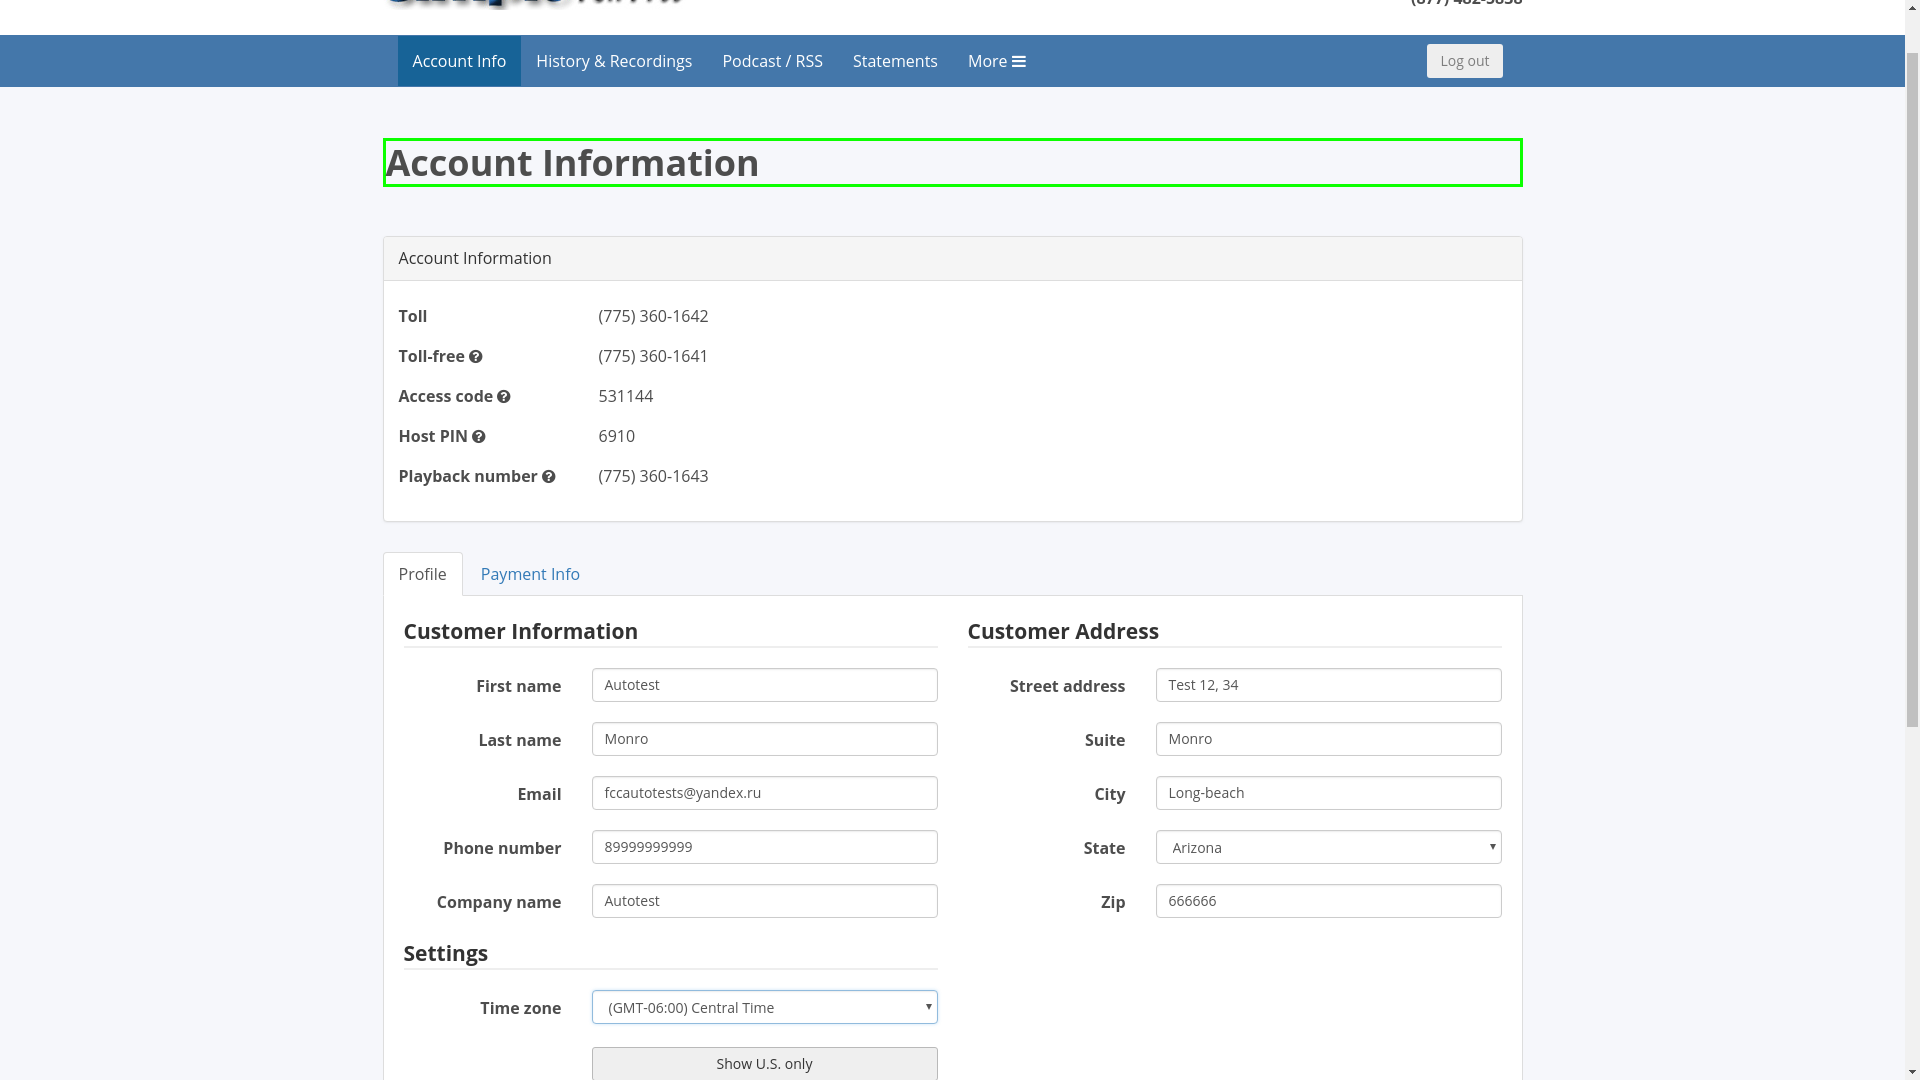 Account Info History & Recordings Podcast / RSS Statements More Log out
Account Information
Account Information
Toll (775) 360-1642
Toll-free (775) 360-1641
Access code 531144
Host PIN 6910
Playback number (775) 360-1643
Profile Payment Info
Customer Information Customer Address
First name Autotest Street address Test 12, 34
Last name Monro Suite Monro
Email fccautotests@yandex.ru City Long-beach
Phone number 89999999999 State Arizona
Company name Autotest Zip 666666
Settings
Time zone (GMT-06:00) Central Time
Show U.S. only